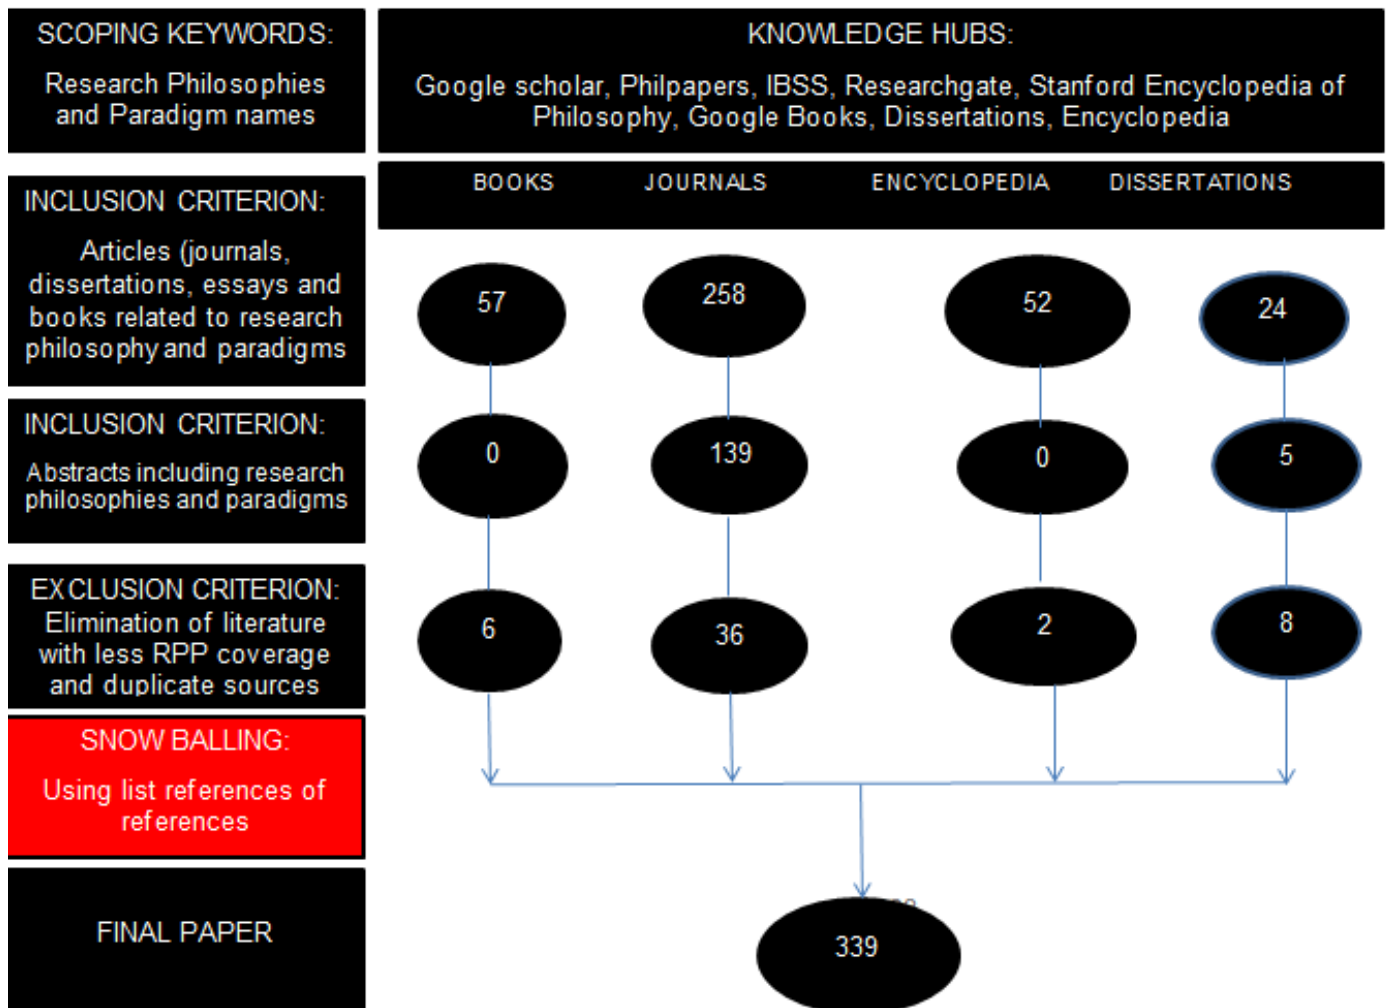 SCOPING KEYWORDS:
Research Philosophies
and Paradigm names
KNOWLEDGE HUBS:
Google scholar, Philpapers, IBSS, Researchgate, Stanford Encyclopedia of
Philosophy, Google Books, Dissertations, Encyclopedia
BOOKS JOURNALS ENCYCLOPEDIA DISSERTATIONS
INCLUSION CRITERION:
Articles (journals,
dissertations, essays and
books related to research
philosophy and paradigms
57 258 52 24
INCLUSION CRITERION:
Abstracts including research
philosophies and paradigms
0 139 0 5
EXCLUSION CRITERION:
Elimination of literature
with less RPP coverage
and duplicate sources
6 36 2 8
SNOW BALLING:
Using list references of
references
FINAL PAPER
339